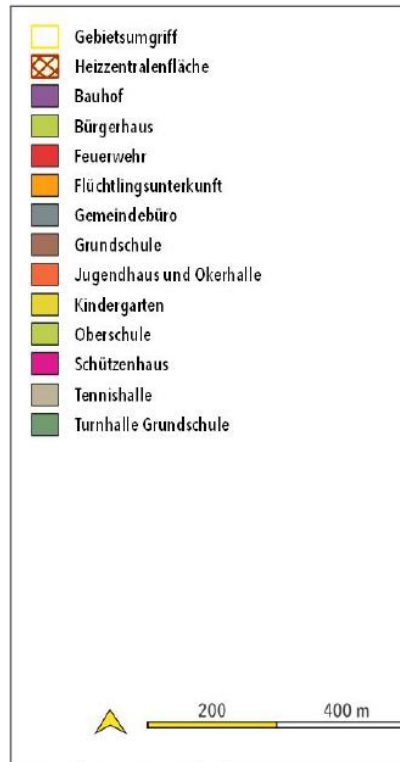 Gebietsumgriff
Heizzentralenfläche
Bauhof
Bürgerhaus
Feuerwehr
Flüchtlingsunterkunft
Gemeindebüro
Grundschule
Jugendhaus und Okerhalle
Kindergarten
Oberschule
Schützenhaus
Tennishalle
Turnhalle Grundschule
200 400 m